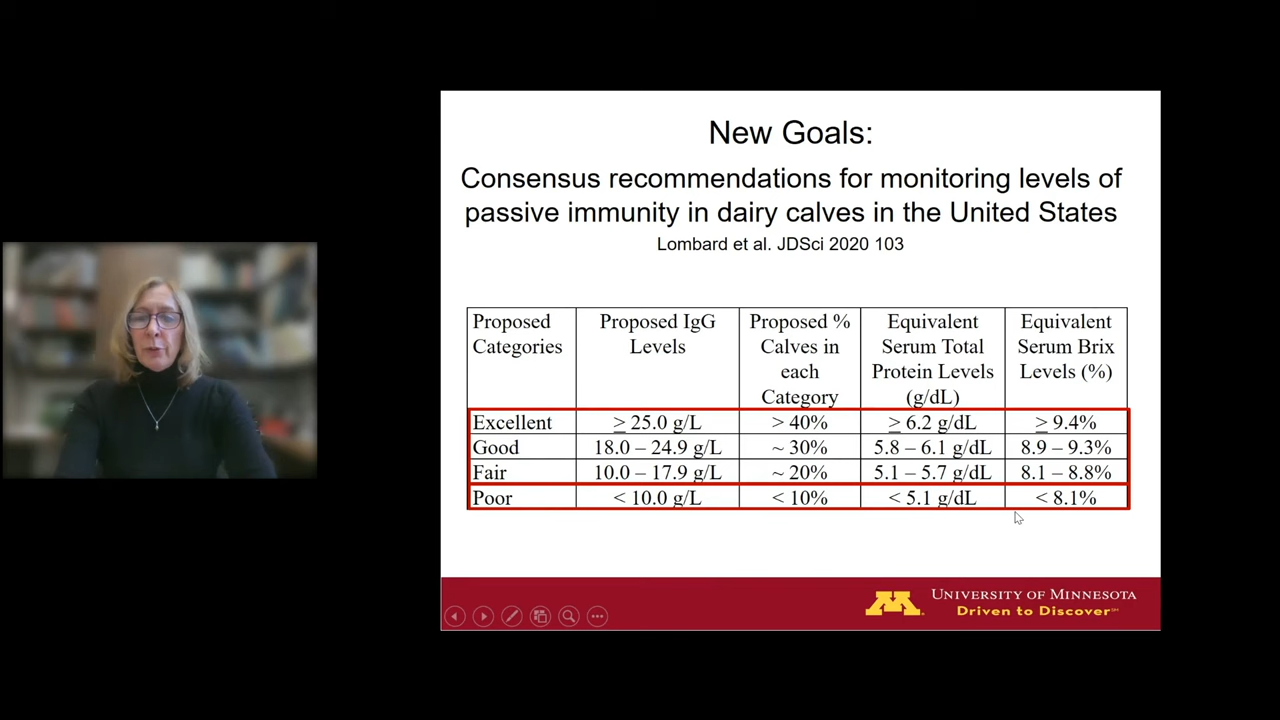 New Goals:
Consensus recommendations for monitoring levels of
passive immunity in dairy calves in the United States
Lombard et al. JDSci 2020 103
Proposed Categories | Proposed IgG Levels | Proposed % Calves in each Category | Equivalent Serum Total Protein Levels (g/dL) | Equivalent Serum Brix Levels (%)
Excellent | ≥ 25.0 g/L | > 40% | ≥ 6.2 g/dL | ≥ 9.4%
Good | 18.0 – 24.9 g/L | ~ 30% | 5.8 – 6.1 g/dL | 8.9 – 9.3%
Fair | 10.0 – 17.9 g/L | ~ 20% | 5.1 – 5.7 g/dL | 8.1 – 8.8%
Poor | < 10.0 g/L | < 10% | < 5.1 g/dL | < 8.1%
M UNIVERSITY OF MINNESOTA
Driven to Discover℠